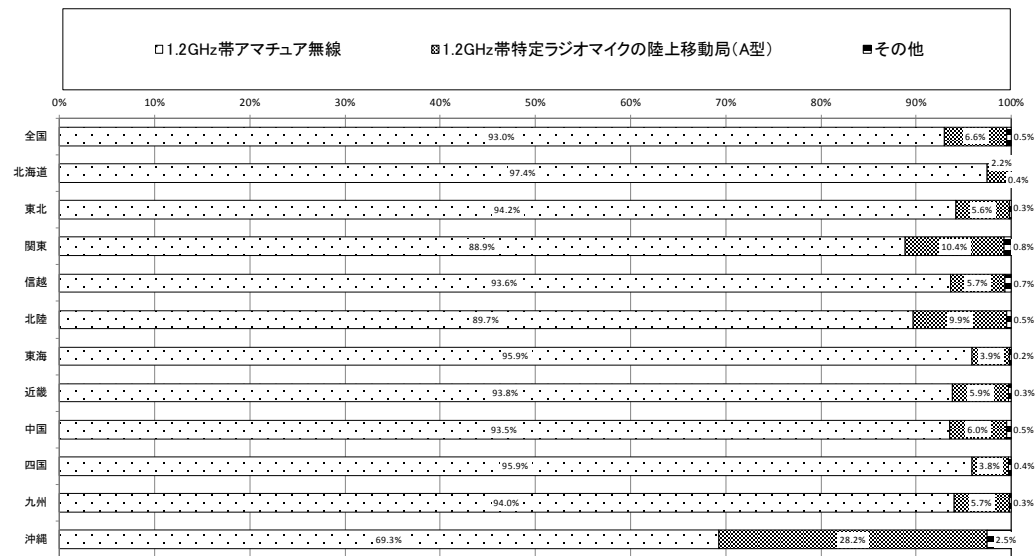 1.2GHz帯アマチュア無線 1.2GHz帯特定ラジオマイクの陸上移動局(A型) その他
0% 10% 20% 30% 40% 50% 60% 70% 80% 90% 100%
全国 93.0% 6.6% 0.5%
北海道 97.4% 2.2% 0.4%
東北 94.2% 5.6% 0.3%
関東 88.9% 10.4% 0.8%
信越 93.6% 5.7% 0.7%
北陸 89.7% 9.9% 0.5%
東海 95.9% 3.9% 0.2%
近畿 93.8% 5.9% 0.3%
中国 93.5% 6.0% 0.5%
四国 95.9% 3.8% 0.4%
九州 94.0% 5.7% 0.3%
沖縄 69.3% 28.2% 2.5%